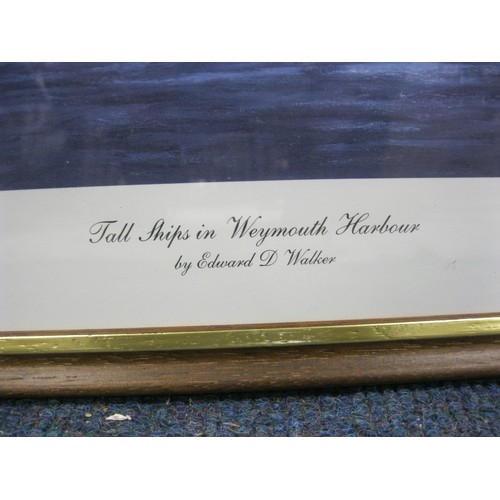 Tall Ships in Weymouth Harbour
by Edward D Walker